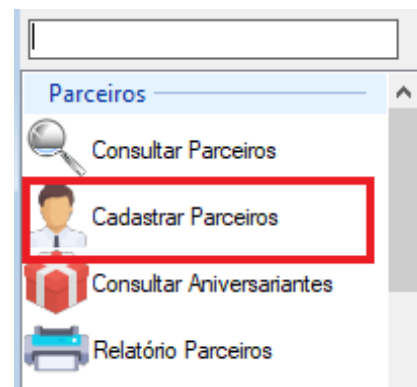 Parceiros
Consultar Parceiros
Cadastrar Parceiros
Consultar Aniversariantes
Relatório Parceiros